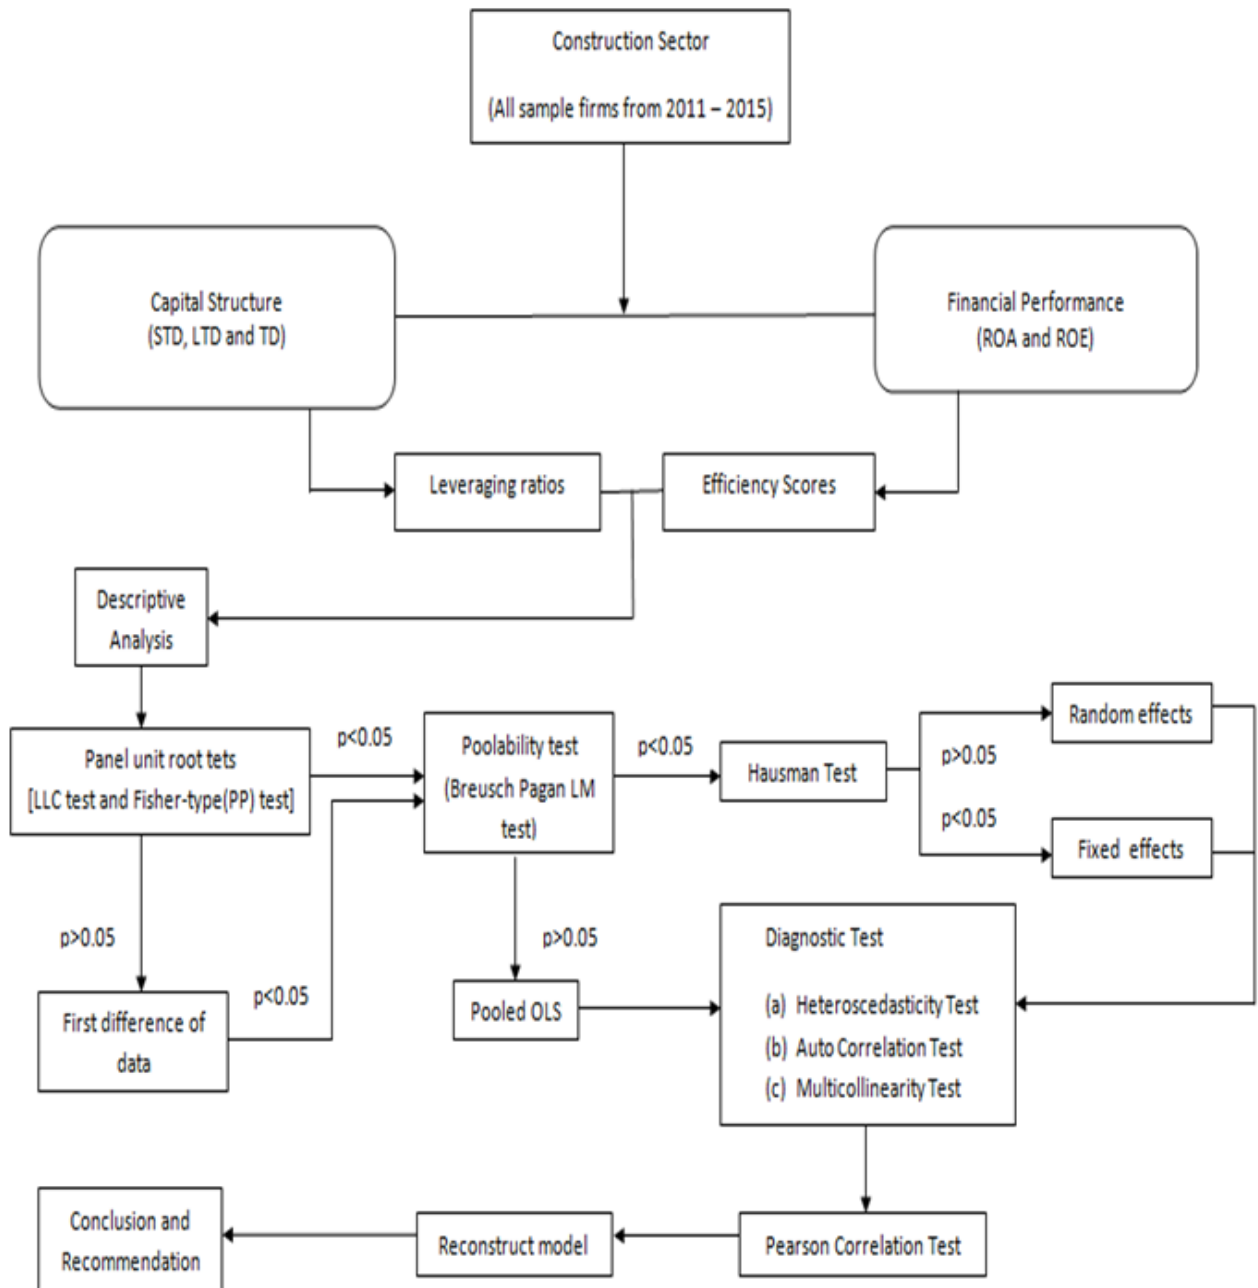 Construction Sector
(All sample firms from 2011 – 2015)
Capital Structure
(STD, LTD and TD)
Financial Performance
(ROA and ROE)
Leveraging ratios
Efficiency Scores
Descriptive
Analysis
Panel unit root tets
[LLC test and Fisher-type(PP) test]
p<0.05
Poolability test
(Breusch Pagan LM
test)
p<0.05
Hausman Test
p>0.05
p<0.05
Random effects
Fixed effects
p>0.05
First difference of
data
p<0.05
p>0.05
Pooled OLS
Diagnostic Test
(a) Heteroscedasticity Test
(b) Auto Correlation Test
(c) Multicollinearity Test
Pearson Correlation Test
Reconstruct model
Conclusion and
Recommendation